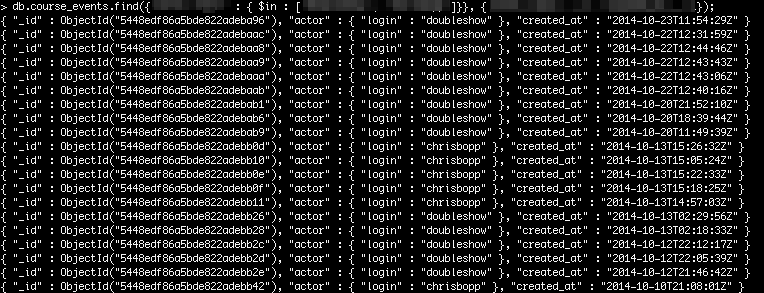 > db.course_events.find({ : { $in : [ ]}}, { });
{ "_id" : ObjectId("5448edf86a5bde822adeba96"), "actor" : { "login" : "doubleshow" }, "created_at" : "2014-10-23T11:54:29Z" }
{ "_id" : ObjectId("5448edf86a5bde822adebaac"), "actor" : { "login" : "doubleshow" }, "created_at" : "2014-10-22T12:31:59Z" }
{ "_id" : ObjectId("5448edf86a5bde822adebaa8"), "actor" : { "login" : "doubleshow" }, "created_at" : "2014-10-22T12:44:46Z" }
{ "_id" : ObjectId("5448edf86a5bde822adebaa9"), "actor" : { "login" : "doubleshow" }, "created_at" : "2014-10-22T12:43:43Z" }
{ "_id" : ObjectId("5448edf86a5bde822adebaaa"), "actor" : { "login" : "doubleshow" }, "created_at" : "2014-10-22T12:43:06Z" }
{ "_id" : ObjectId("5448edf86a5bde822adebaab"), "actor" : { "login" : "doubleshow" }, "created_at" : "2014-10-22T12:40:16Z" }
{ "_id" : ObjectId("5448edf86a5bde822adebab1"), "actor" : { "login" : "doubleshow" }, "created_at" : "2014-10-20T21:52:10Z" }
{ "_id" : ObjectId("5448edf86a5bde822adebab6"), "actor" : { "login" : "doubleshow" }, "created_at" : "2014-10-20T18:39:44Z" }
{ "_id" : ObjectId("5448edf86a5bde822adebab9"), "actor" : { "login" : "doubleshow" }, "created_at" : "2014-10-20T11:49:39Z" }
{ "_id" : ObjectId("5448edf86a5bde822adebb0d"), "actor" : { "login" : "chrisbopp" }, "created_at" : "2014-10-13T15:26:32Z" }
{ "_id" : ObjectId("5448edf86a5bde822adebb10"), "actor" : { "login" : "chrisbopp" }, "created_at" : "2014-10-13T15:05:24Z" }
{ "_id" : ObjectId("5448edf86a5bde822adebb0e"), "actor" : { "login" : "chrisbopp" }, "created_at" : "2014-10-13T15:22:33Z" }
{ "_id" : ObjectId("5448edf86a5bde822adebb0f"), "actor" : { "login" : "chrisbopp" }, "created_at" : "2014-10-13T15:18:25Z" }
{ "_id" : ObjectId("5448edf86a5bde822adebb11"), "actor" : { "login" : "chrisbopp" }, "created_at" : "2014-10-13T14:57:03Z" }
{ "_id" : ObjectId("5448edf86a5bde822adebb26"), "actor" : { "login" : "doubleshow" }, "created_at" : "2014-10-13T02:29:56Z" }
{ "_id" : ObjectId("5448edf86a5bde822adebb28"), "actor" : { "login" : "doubleshow" }, "created_at" : "2014-10-13T02:18:33Z" }
{ "_id" : ObjectId("5448edf86a5bde822adebb2c"), "actor" : { "login" : "doubleshow" }, "created_at" : "2014-10-12T22:12:17Z" }
{ "_id" : ObjectId("5448edf86a5bde822adebb2d"), "actor" : { "login" : "doubleshow" }, "created_at" : "2014-10-12T22:05:39Z" }
{ "_id" : ObjectId("5448edf86a5bde822adebb2e"), "actor" : { "login" : "doubleshow" }, "created_at" : "2014-10-12T21:46:42Z" }
{ "_id" : ObjectId("5448edf86a5bde822adebb42"), "actor" : { "login" : "chrisbopp" }, "created_at" : "2014-10-10T21:08:01Z" }